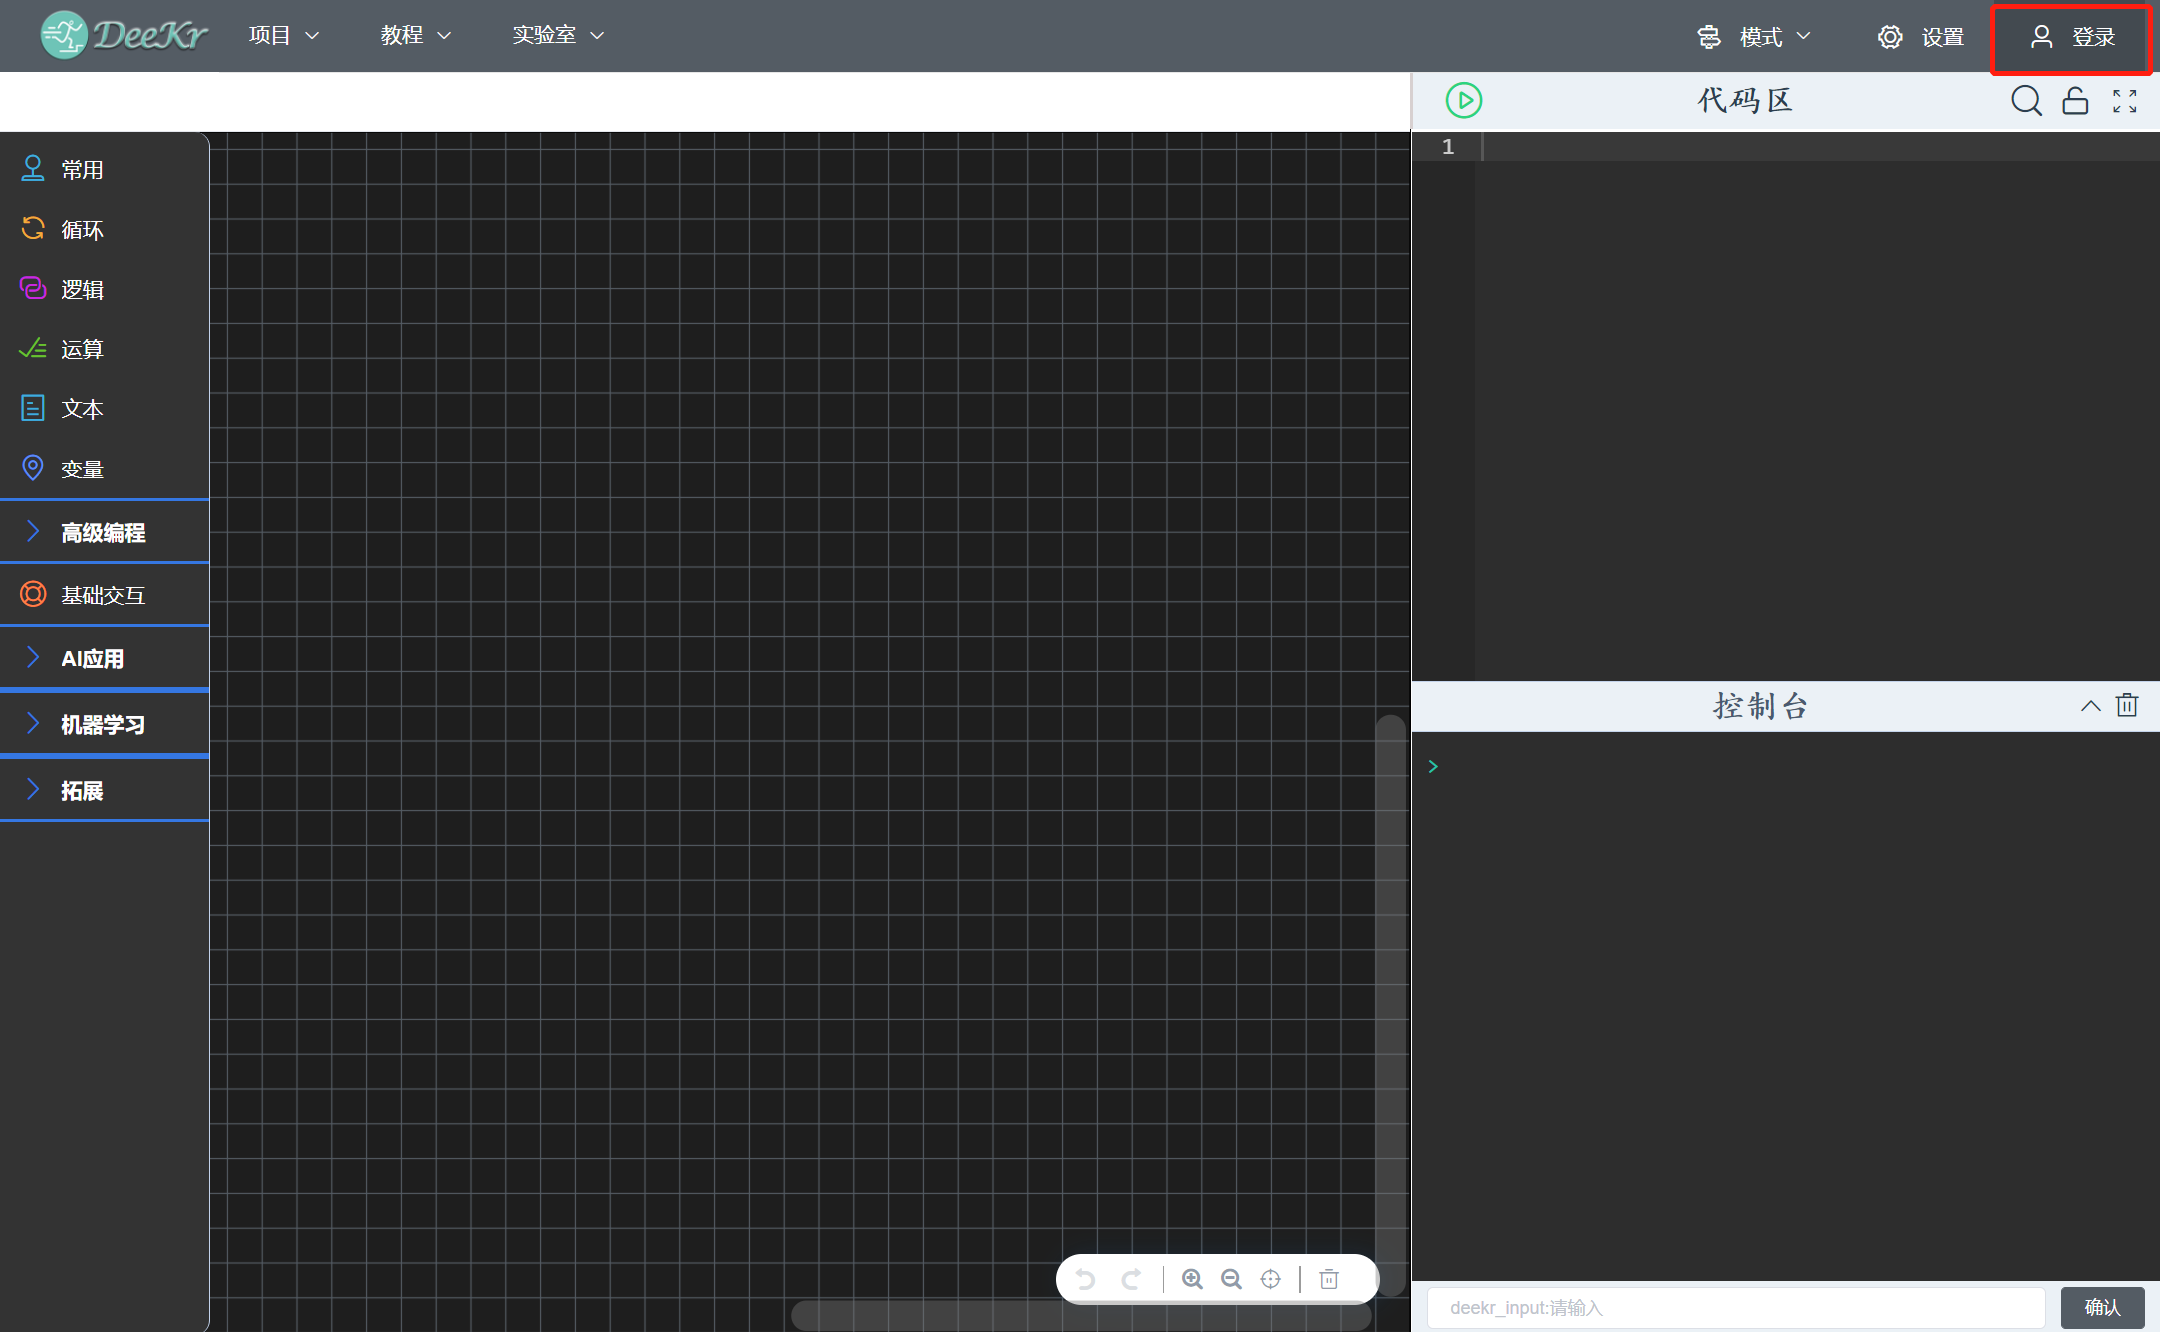 DeeKr 项目 教程 实验室 模式 设置 登录
代码区
1
常用
循环
逻辑
运算
文本
变量
高级编程
基础交互
AI应用
机器学习
拓展
控制台
>
deekr_input:请输入 确认